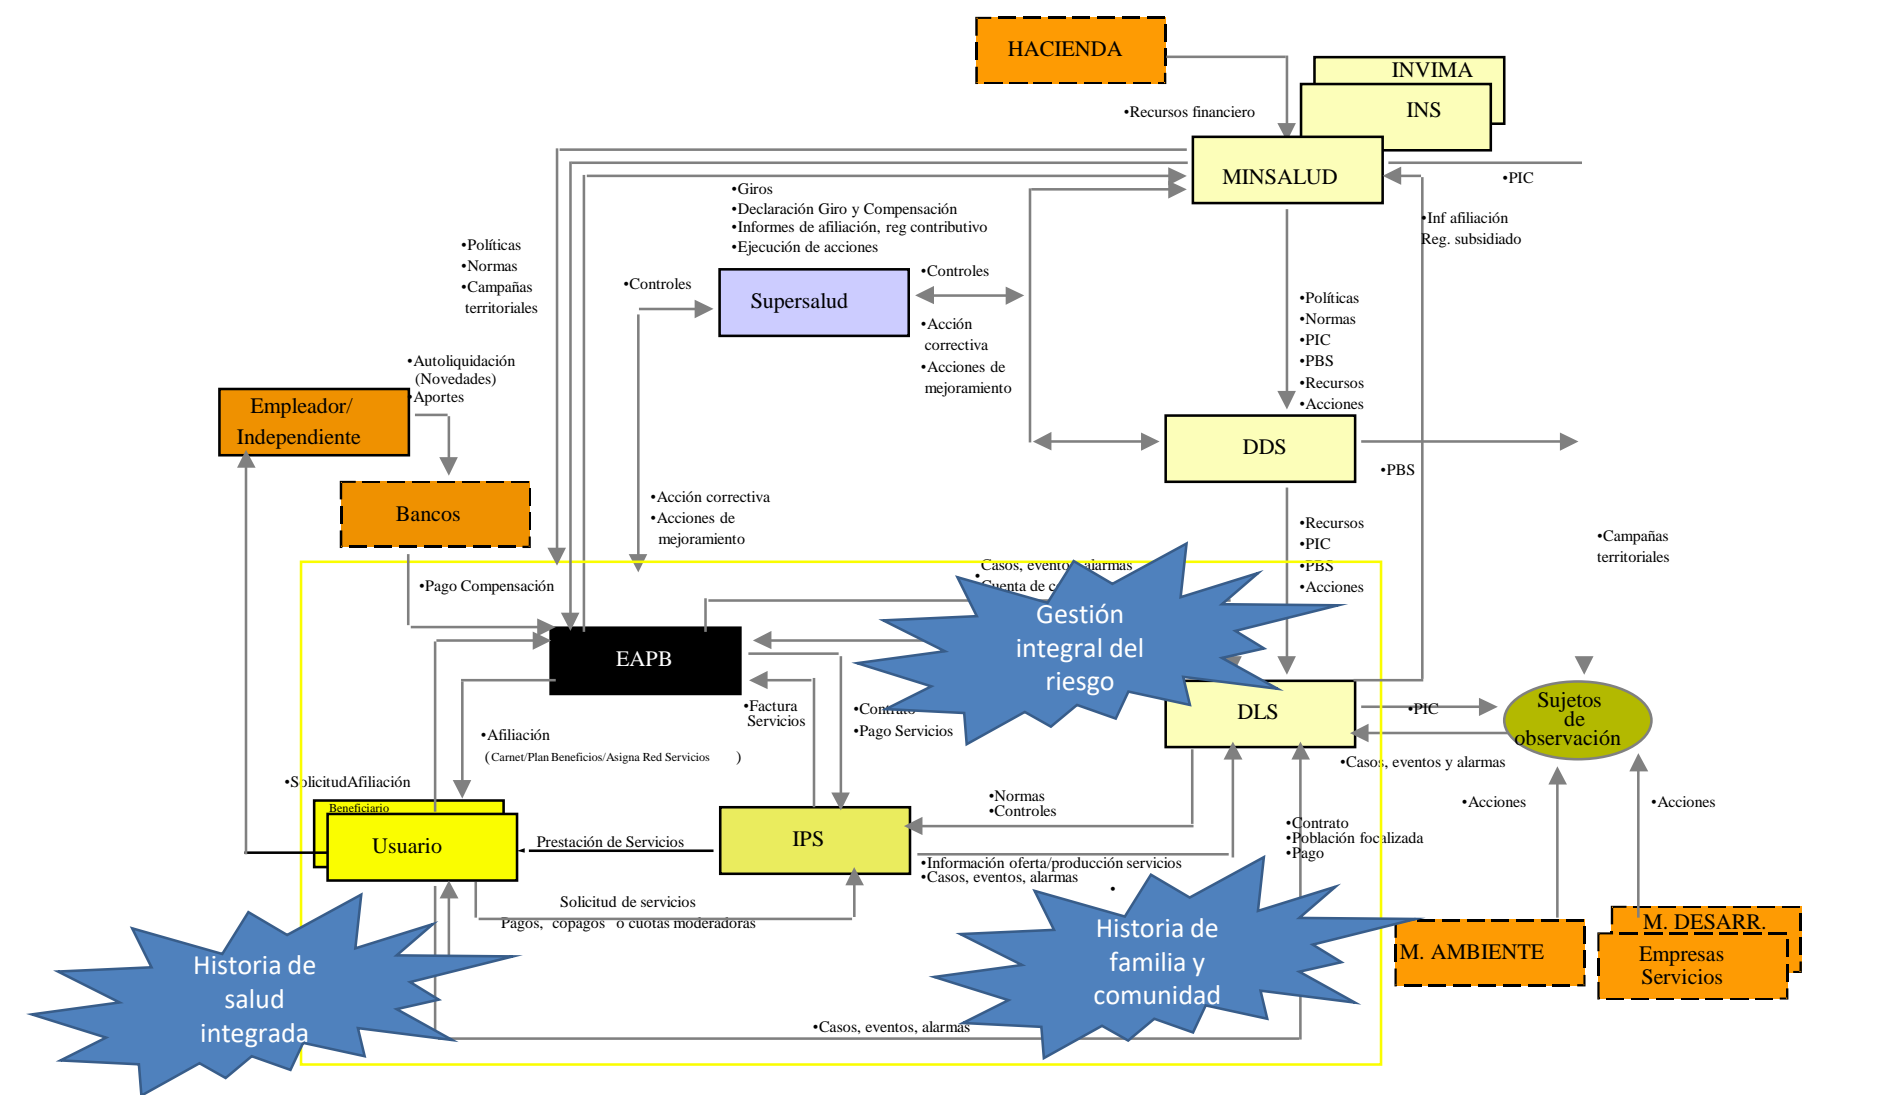 HACIENDA
INVIMA
INS
•Recursos financiero
MINSALUD
•PIC
•Giros
•Declaración Giro y Compensación
•Informes de afiliación, reg contributivo
•Ejecución de acciones
•Inf afiliación
Reg. subsidiado
•Políticas
•Normas
•Campañas
territoriales
•Controles
Supersalud
•Controles
•Acción
correctiva
•Acciones de
mejoramiento
•Políticas
•Normas
•PIC
•PBS
•Recursos
•Acciones
•Autoliquidación
(Novedades)
•Aportes
Empleador/
Independiente
DDS
•PBS
Bancos
•Acción correctiva
•Acciones de
mejoramiento
•Recursos
•PIC
•PBS
•Acciones
•Campañas
territoriales
•Pago Compensación
•Casos, eventos, alarmas
Cuenta de
Gestión
integral del
riesgo
EAPB
•Factura
Servicios
•Contrato
•Pago Servicios
DLS
•PIC
Sujetos
de
observación
•Afiliación
(Carnet/Plan Beneficios/Asigna Red Servicios )
•Casos, eventos y alarmas
•SolicitudAfiliación
Beneficiario
Usuario
Prestación de Servicios
IPS
•Normas
•Controles
•Acciones
•Acciones
•Contrato
•Población focalizada
•Pago
•Información oferta/producción servicios
•Casos, eventos, alarmas
•
Solicitud de servicios
Pagos, copagos o cuotas moderadoras
Historia de
salud
integrada
Historia de
familia y
comunidad
M. AMBIENTE
M. DESARR.
Empresas
Servicios
•Casos, eventos, alarmas